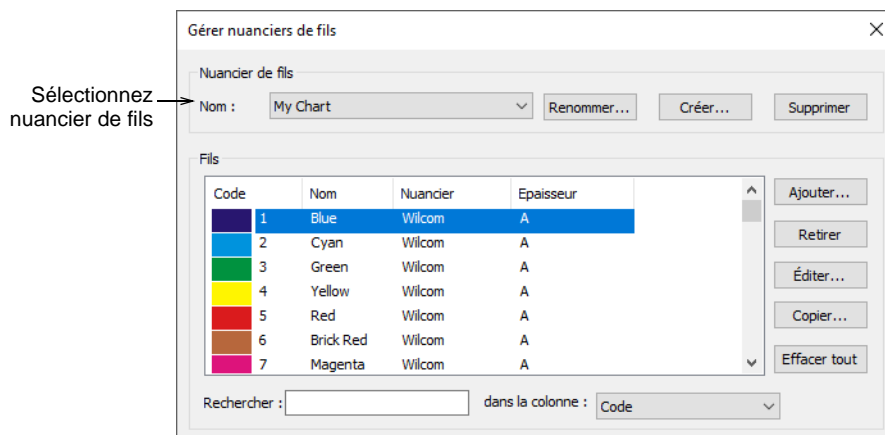 Gérer nuanciers de fils
Nuancier de fils
Sélectionnez
nuancier de fils
Nom : My Chart Renommer... Créer... Supprimer
Fils
Code Nom Nuancier Epaisseur Ajouter...
1 Blue Wilcom A
2 Cyan Wilcom A Retirer
3 Green Wilcom A Éditer...
4 Yellow Wilcom A
5 Red Wilcom A Copier...
6 Brick Red Wilcom A
7 Magenta Wilcom A Effacer tout
Rechercher : dans la colonne : Code